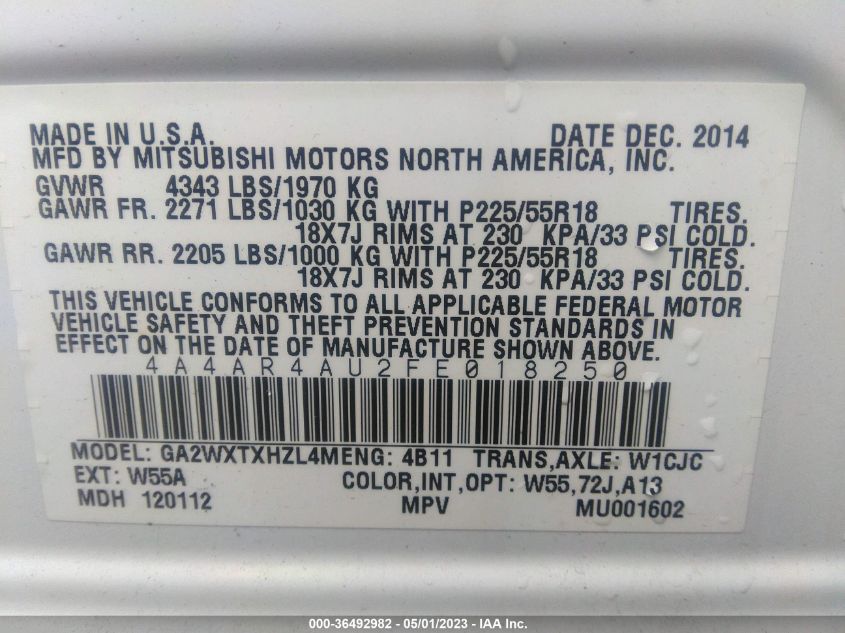 MADE IN U.S.A. DATE DEC. 2014
MFD BY MITSUBISHI MOTORS NORTH AMERICA, INC.
GVWR 4343 LBS/1970 KG
GAWR FR. 2271 LBS/1030 KG WITH P225/55R18 TIRES.
18X7J RIMS AT 230 KPA/33 PSI COLD.
GAWR RR. 2205 LBS/1000 KG WITH P225/55R18 TIRES.
18X7J RIMS AT 230 KPA/33 PSI COLD.
THIS VEHICLE CONFORMS TO ALL APPLICABLE FEDERAL MOTOR
VEHICLE SAFETY AND THEFT PREVENTION STANDARDS IN
EFFECT ON THE DATE OF MANUFACTURE SHOWN ABOVE.
4A4AR4AU2FE018250
MODEL: GA2WXTXHZL4MENG: 4B11 TRANS,AXLE: W1CJC
EXT: W55A COLOR,INT,OPT: W55,72J,A13
MDH 120112 MPV MU001602
000-36492982 - 05/01/2023 - IAA Inc.